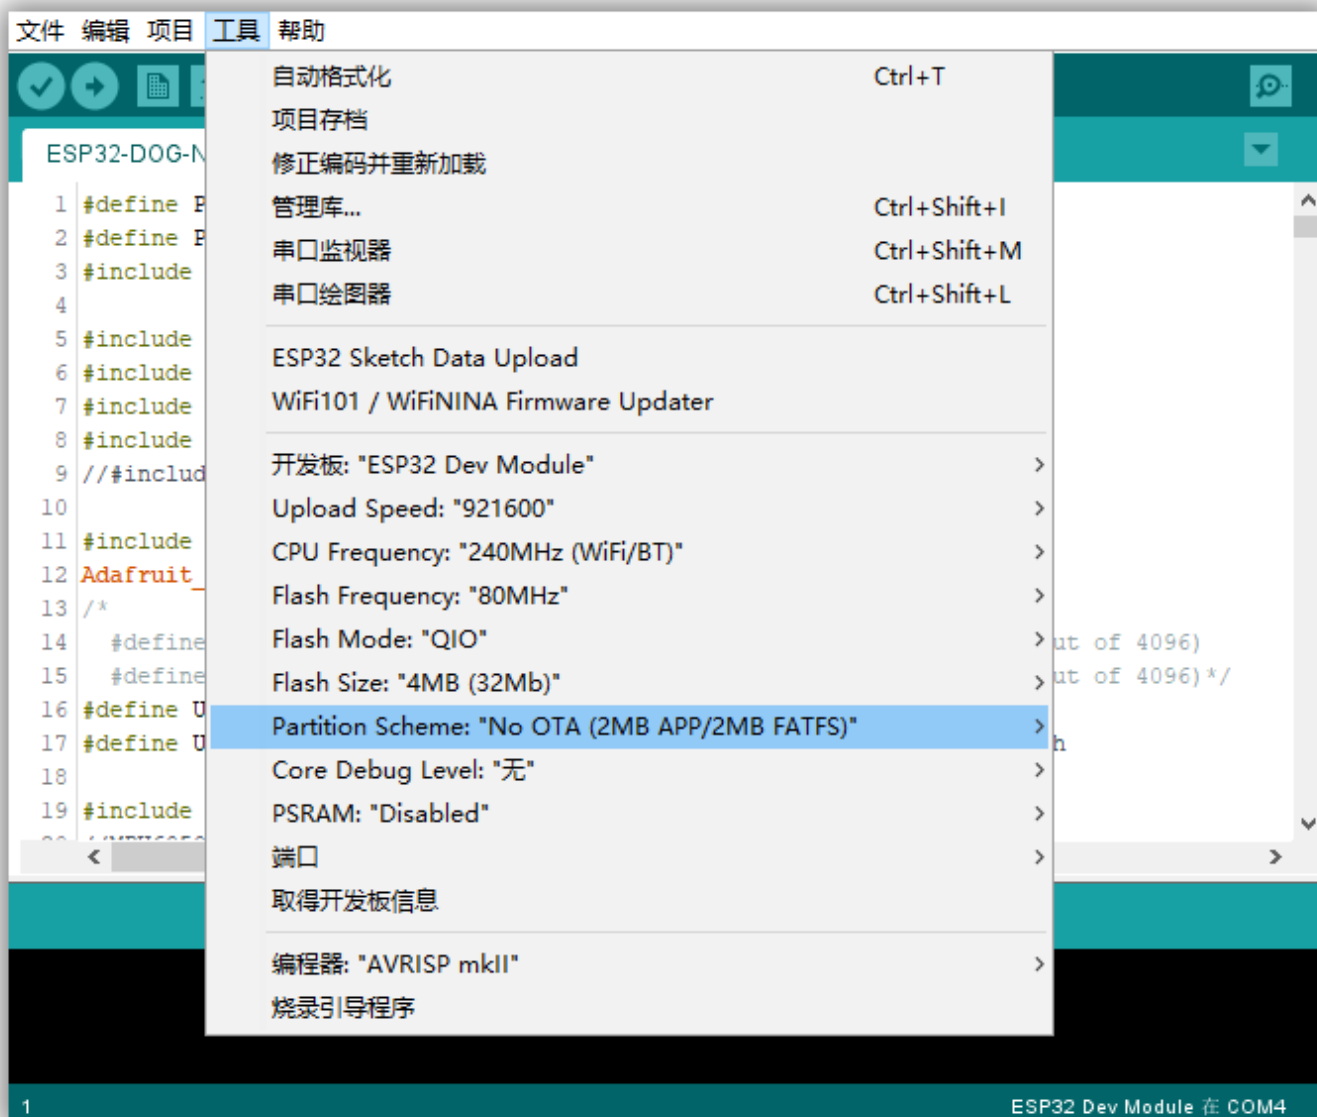 文件 编辑 项目 工具 帮助
自动格式化 Ctrl+T
项目存档
ESP32-DOG-N
修正编码并重新加载
1 #define P
管理库... Ctrl+Shift+I
2 #define P
串口监视器 Ctrl+Shift+M
3 #include
串口绘图器 Ctrl+Shift+L
4
5 #include
ESP32 Sketch Data Upload
6 #include
7 #include
WiFi101 / WiFiNINA Firmware Updater
8 #include
开发板: "ESP32 Dev Module"
9 //#includ
10
Upload Speed: "921600"
11 #include
CPU Frequency: "240MHz (WiFi/BT)"
12 Adafruit_
Flash Frequency: "80MHz"
13 /*
14 #define
Flash Mode: "QIO"
ut of 4096)
15 #define
Flash Size: "4MB (32Mb)"
ut of 4096)*/
16 #define U
Partition Scheme: "No OTA (2MB APP/2MB FATFS)"
17 #define U
h
18
Core Debug Level: "无"
19 #include
PSRAM: "Disabled"
端口
取得开发板信息
编程器: "AVRISP mkII"
烧录引导程序
1
ESP32 Dev Module 在 COM4